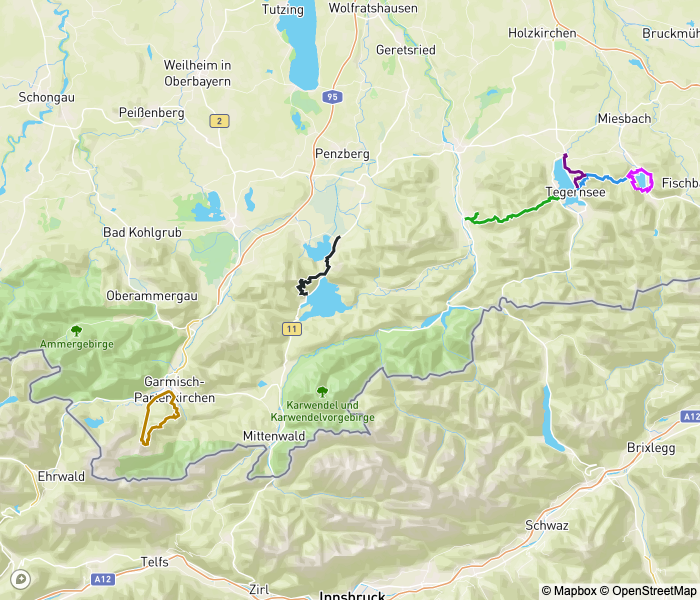 Tutzing
Wolfratshausen
Geretsried
Holzkirchen
Bruckmüh
Weilheim in
Oberbayern
Schongau
95
Peißenberg
2
Miesbach
Penzberg
Tegernsee
Fischba
Bad Kohlgrub
Oberammergau
Ammergebirge
11
Garmisch-
Partenkirchen
Karwendel und
Karwendelvorgebirge
Mittenwald
A12
Brixlegg
Ehrwald
Schwaz
Telfs
A12
Zirl
Innsbruck
© Mapbox © OpenStreetMap